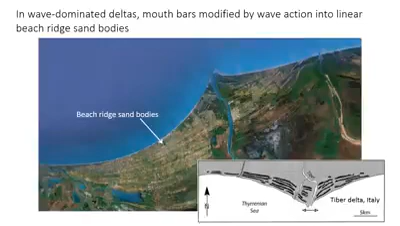 In wave-dominated deltas, mouth bars modified by wave action into linear
beach ridge sand bodies
Beach ridge sand bodies
N
Thyrrenian
Sea
Tiber delta, Italy
5km